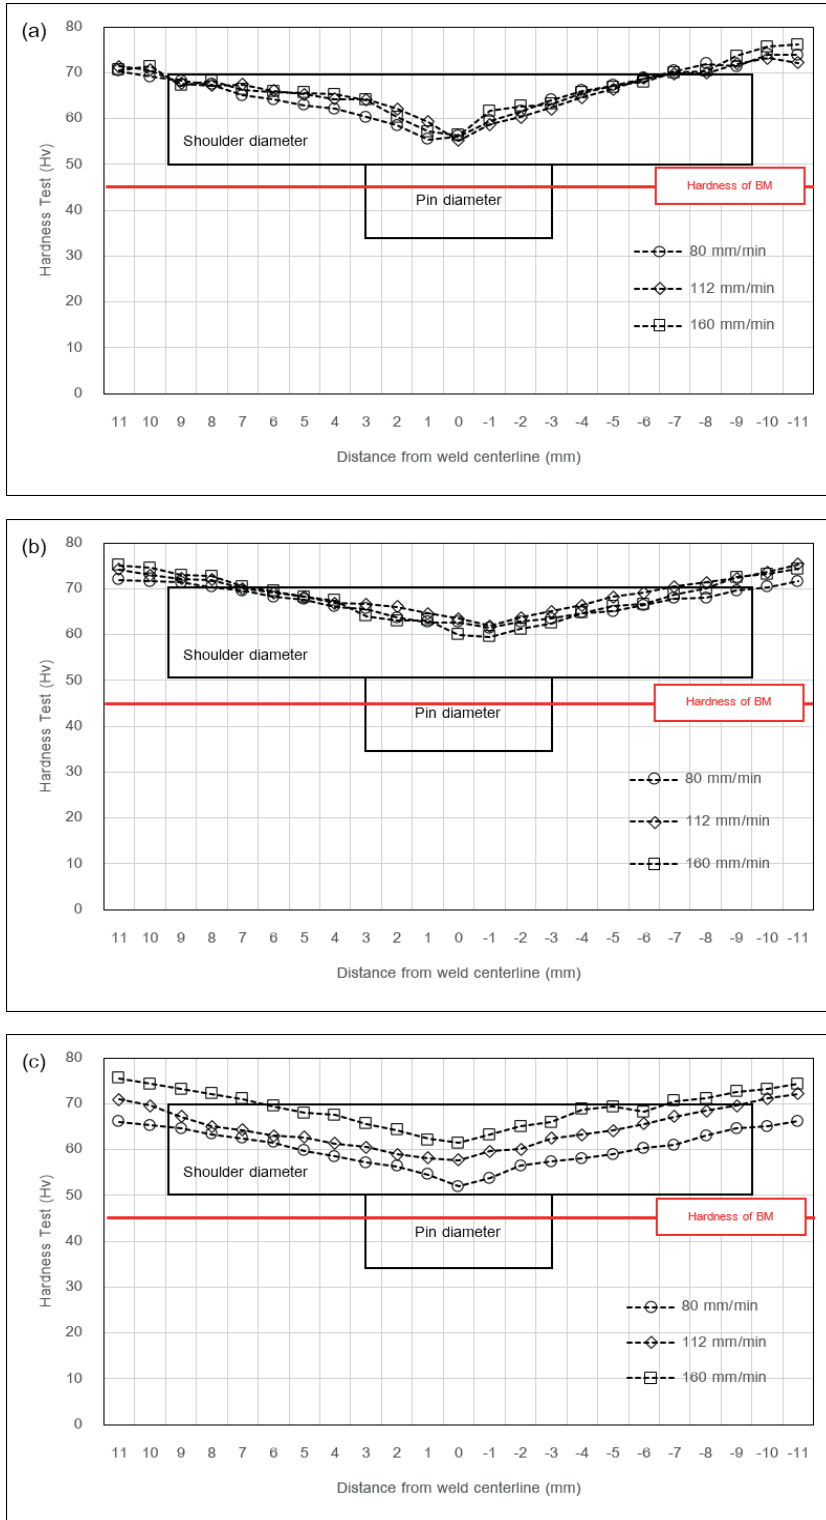 (a)
80
70
60
50
40
30
20
10
0
Hardness Test (Hv)
Shoulder diameter
Pin diameter
Hardness of BM
80 mm/min
112 mm/min
160 mm/min
11 10 9 8 7 6 5 4 3 2 1 0 -1 -2 -3 -4 -5 -6 -7 -8 -9 -10 -11
Distance from weld centerline (mm)
(b)
80
70
60
50
40
30
20
10
0
Hardness Test (Hv)
Shoulder diameter
Hardness of BM
Pin diameter
80 mm/min
112 mm/min
160 mm/min
11 10 9 8 7 6 5 4 3 2 1 0 -1 -2 -3 -4 -5 -6 -7 -8 -9 -10 -11
Distance from weld centerline (mm)
(c)
80
70
60
50
40
30
20
10
0
Hardness Test (Hv)
Shoulder diameter
Hardness of BM
Pin diameter
80 mm/min
112 mm/min
160 mm/min
11 10 9 8 7 6 5 4 3 2 1 0 -1 -2 -3 -4 -5 -6 -7 -8 -9 -10 -11
Distance from weld centerline (mm)